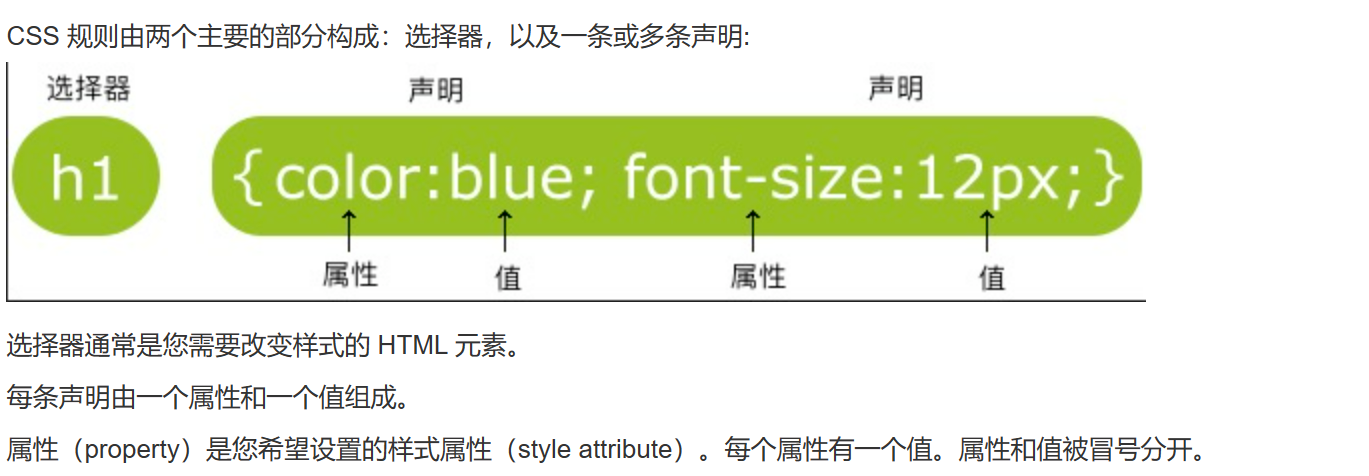 CSS 规则由两个主要的部分构成：选择器，以及一条或多条声明:
选择器 声明 声明
h1 {color:blue; font-size:12px;}
属性 值 属性 值
选择器通常是您需要改变样式的 HTML 元素。
每条声明由一个属性和一个值组成。
属性（property）是您希望设置的样式属性（style attribute）。每个属性有一个值。属性和值被冒号分开。